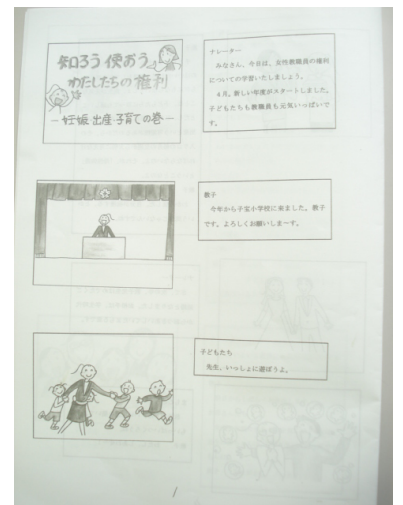 知ろう 使おう
わたしたちの権利
―妊娠・出産・子育ての巻―
ナレーター
みなさん、今日は、女性教職員の権利
についての学習いたしましょう。
4月。新しい年度がスタートしました。
子どもたちも教職員も元気いっぱいで
す。
教子
今年から子宝小学校に来ました。教子
です。よろしくお願いしまーす。
子どもたち
先生、いっしょに遊ぼうよ。
1